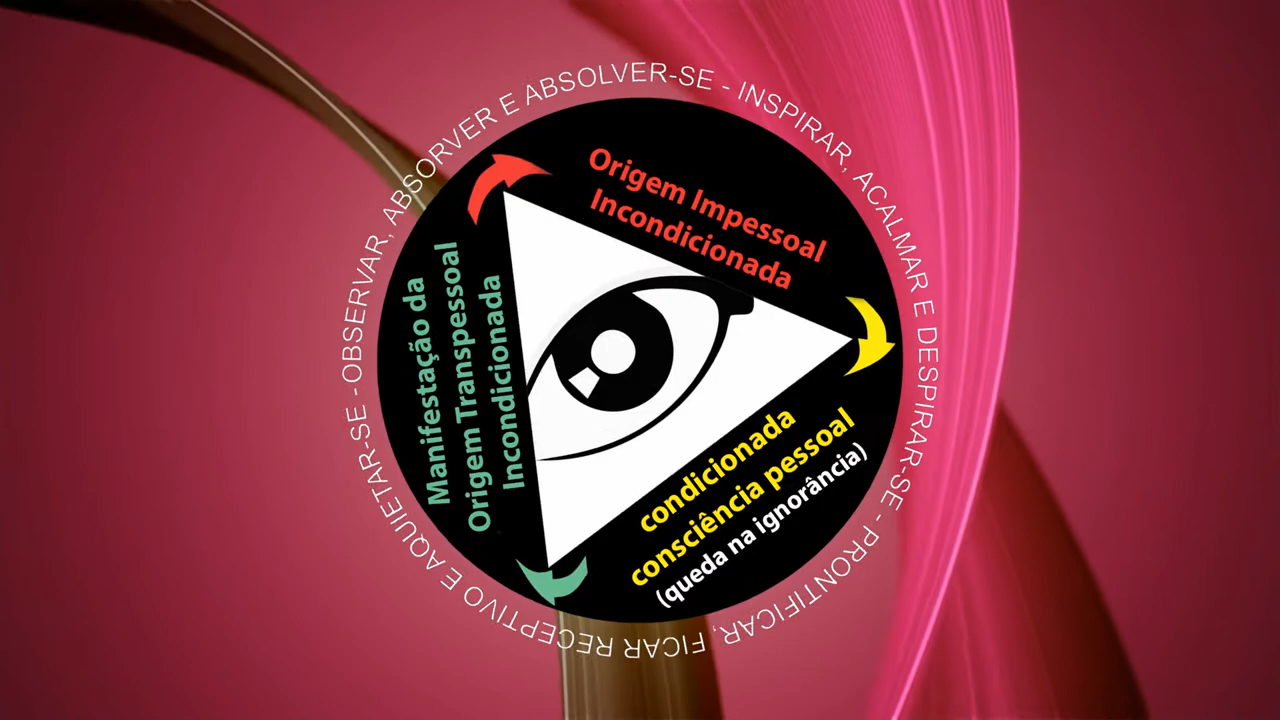 OBSERVAR, ABSORVER E ABSOLVER-SE - INSPIRAR, ACALMAR E DESPIRAR-SE - PRONTIFICAR, FICAR RECEPTIVO E AQUIETAR-SE -
Origem Impessoal
Incondicionada
condicionada
consciência pessoal
(queda na ignorância)
Manifestação da
Origem Transpessoal
Incondicionada